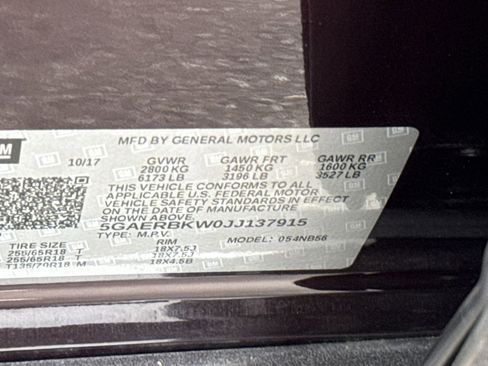 GM MFD BY GENERAL MOTORS LLC
10/17 GVWR GAWR FRT GAWR RR
2800 KG 1450 KG 1600 KG
6173 LB 3196 LB 3527 LB
THIS VEHICLE CONFORMS TO ALL
APPLICABLE U.S. FEDERAL MOTOR
VEHICLE SAFETY STANDARDS IN EFFECT
ON THE DATE OF MANUFACTURE
SHOWN ABOVE.
5GAERBKW0JJ137915
TYPE: M.P.V. MODEL: 054NB56
TIRE SIZE RIM
255/65R18 T 18X7.5J
255/65R18 T 18X7.5J
T135/70R18 M 18X4.5B